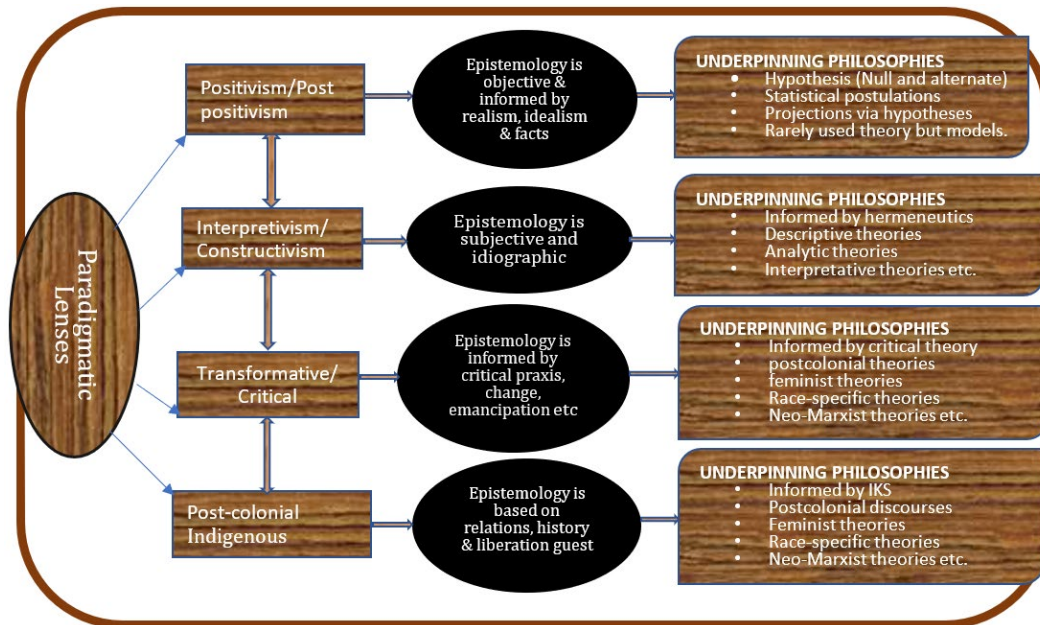 Paradigmatic
Lenses
Positivism/Post
positivism
Epistemology is
objective &
informed by
realism, idealism
& facts
UNDERPINNING PHILOSOPHIES
• Hypothesis (Null and alternate)
• Statistical postulations
• Projections via hypotheses
• Rarely used theory but models.
Interpretivism/
Constructivism
Epistemology is
subjective and
idiographic
UNDERPINNING PHILOSOPHIES
• Informed by hermeneutics
• Descriptive theories
• Analytic theories
• Interpretative theories etc.
Transformative/
Critical
Epistemology is
informed by
critical praxis,
change,
emancipation etc
UNDERPINNING PHILOSOPHIES
• Informed by critical theory
• postcolonial theories
• feminist theories
• Race-specific theories
• Neo-Marxist theories etc.
Post-colonial
Indigenous
Epistemology is
based on
relations, history
& liberation guest
UNDERPINNING PHILOSOPHIES
• Informed by IKS
• Postcolonial discourses
• Feminist theories
• Race-specific theories
• Neo-Marxist theories etc.